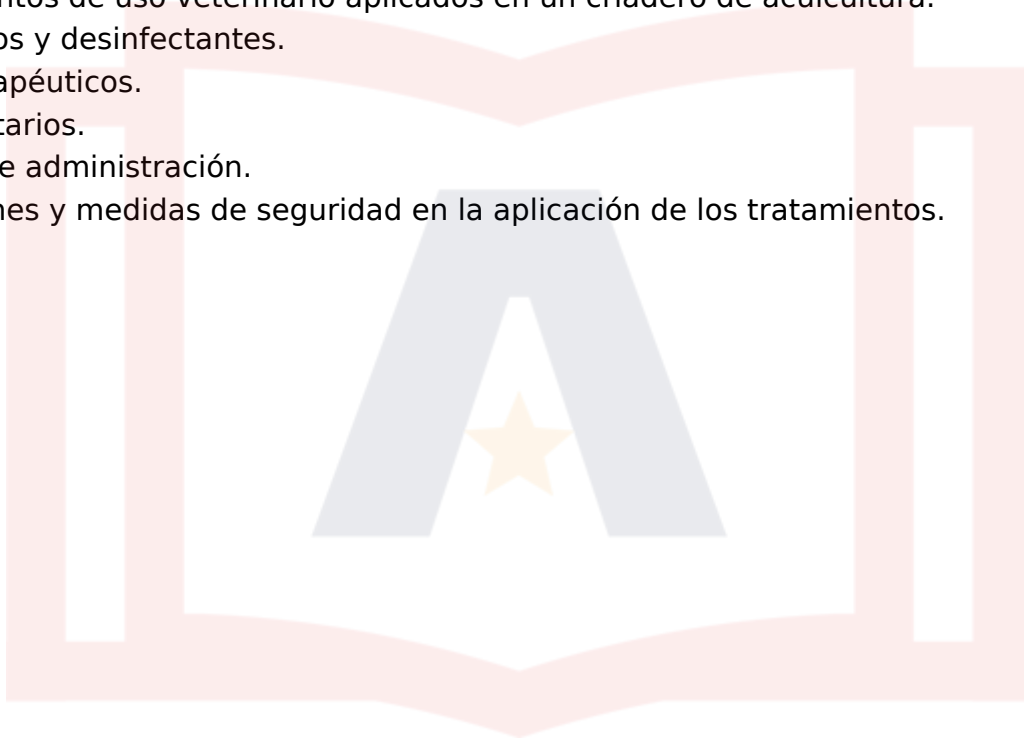 ntos de uso veterinario aplicados en un criadero de acuicultura.
os y desinfectantes.
apéuticos.
tarios.
e administración.
nes y medidas de seguridad en la aplicación de los tratamientos.